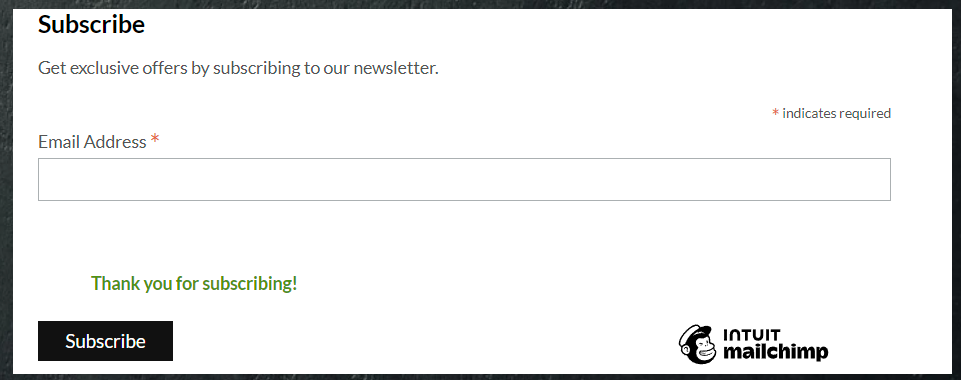 Subscribe
Get exclusive offers by subscribing to our newsletter.
* indicates required
Email Address *
Thank you for subscribing!
Subscribe
INTUIT
mailchimp